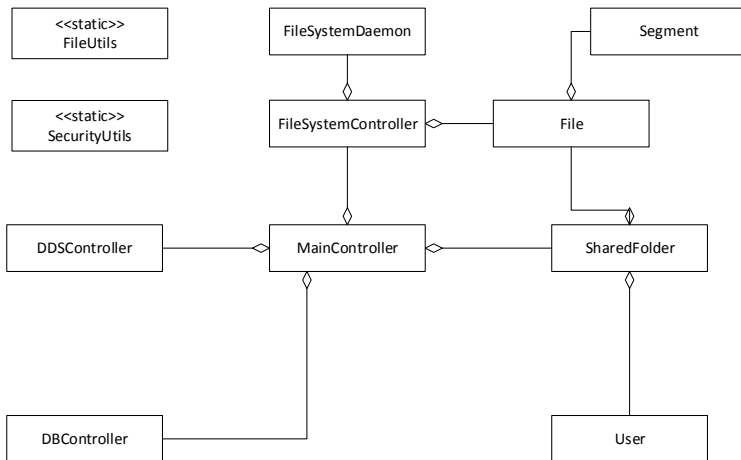 <<static>>
FileUtils
FileSystemDaemon
Segment
<<static>>
SecurityUtils
FileSystemController
File
DDSController
MainController
SharedFolder
DBController
User